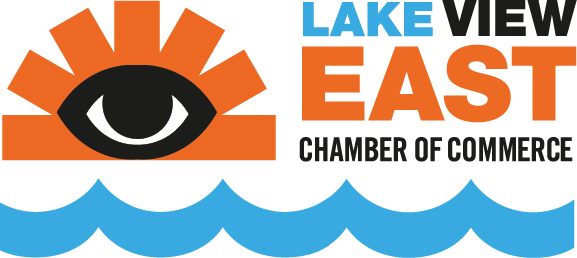 LAKE VIEW
EAST
CHAMBER OF COMMERCE